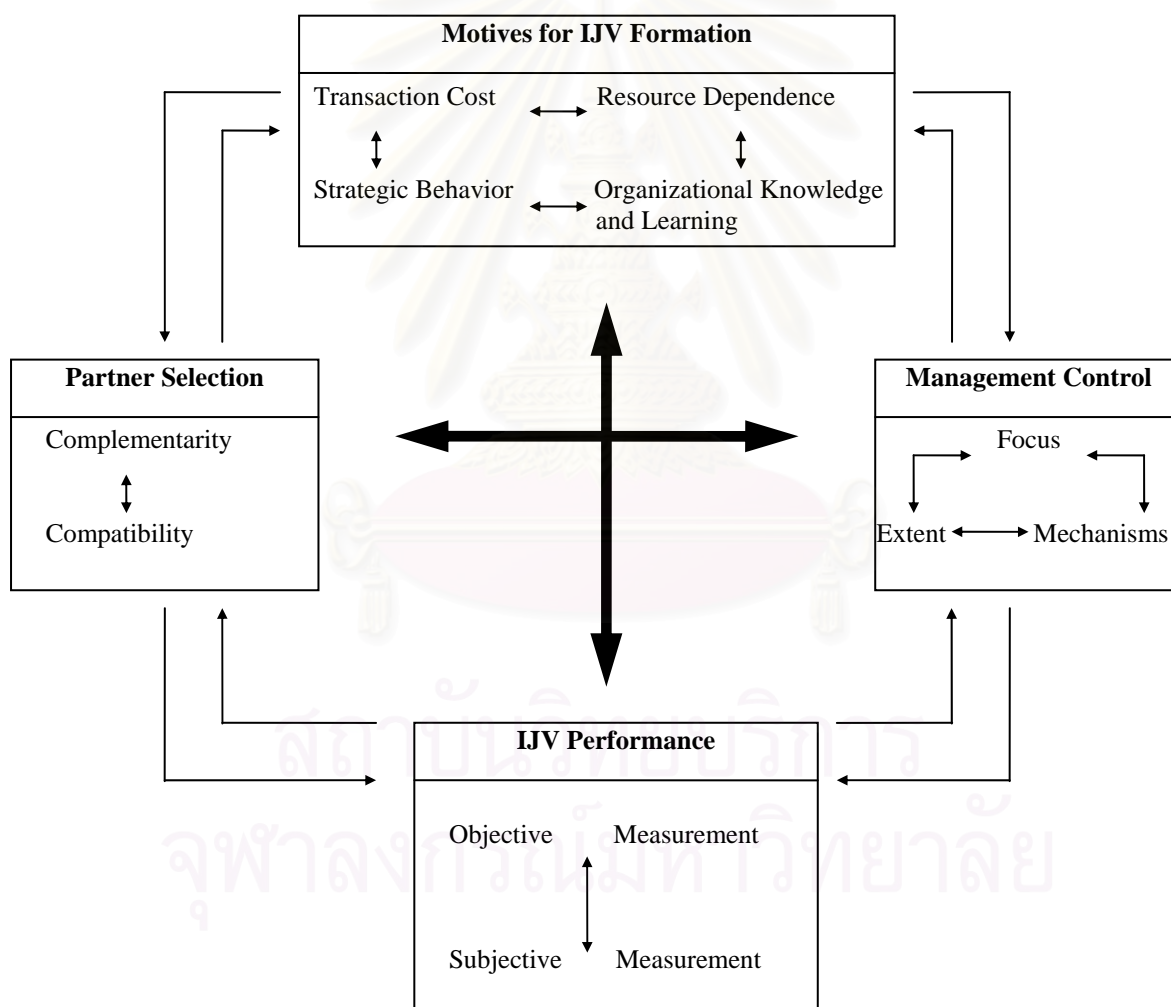 Motives for IJV Formation
Transaction Cost Resource Dependence
Strategic Behavior Organizational Knowledge
and Learning
Partner Selection
Complementarity
Compatibility
Management Control
Focus
Extent Mechanisms
IJV Performance
Objective Measurement
Subjective Measurement
สถาบันวิทยบริการ
จุฬาลงกรณ์มหาวิทยาลัย